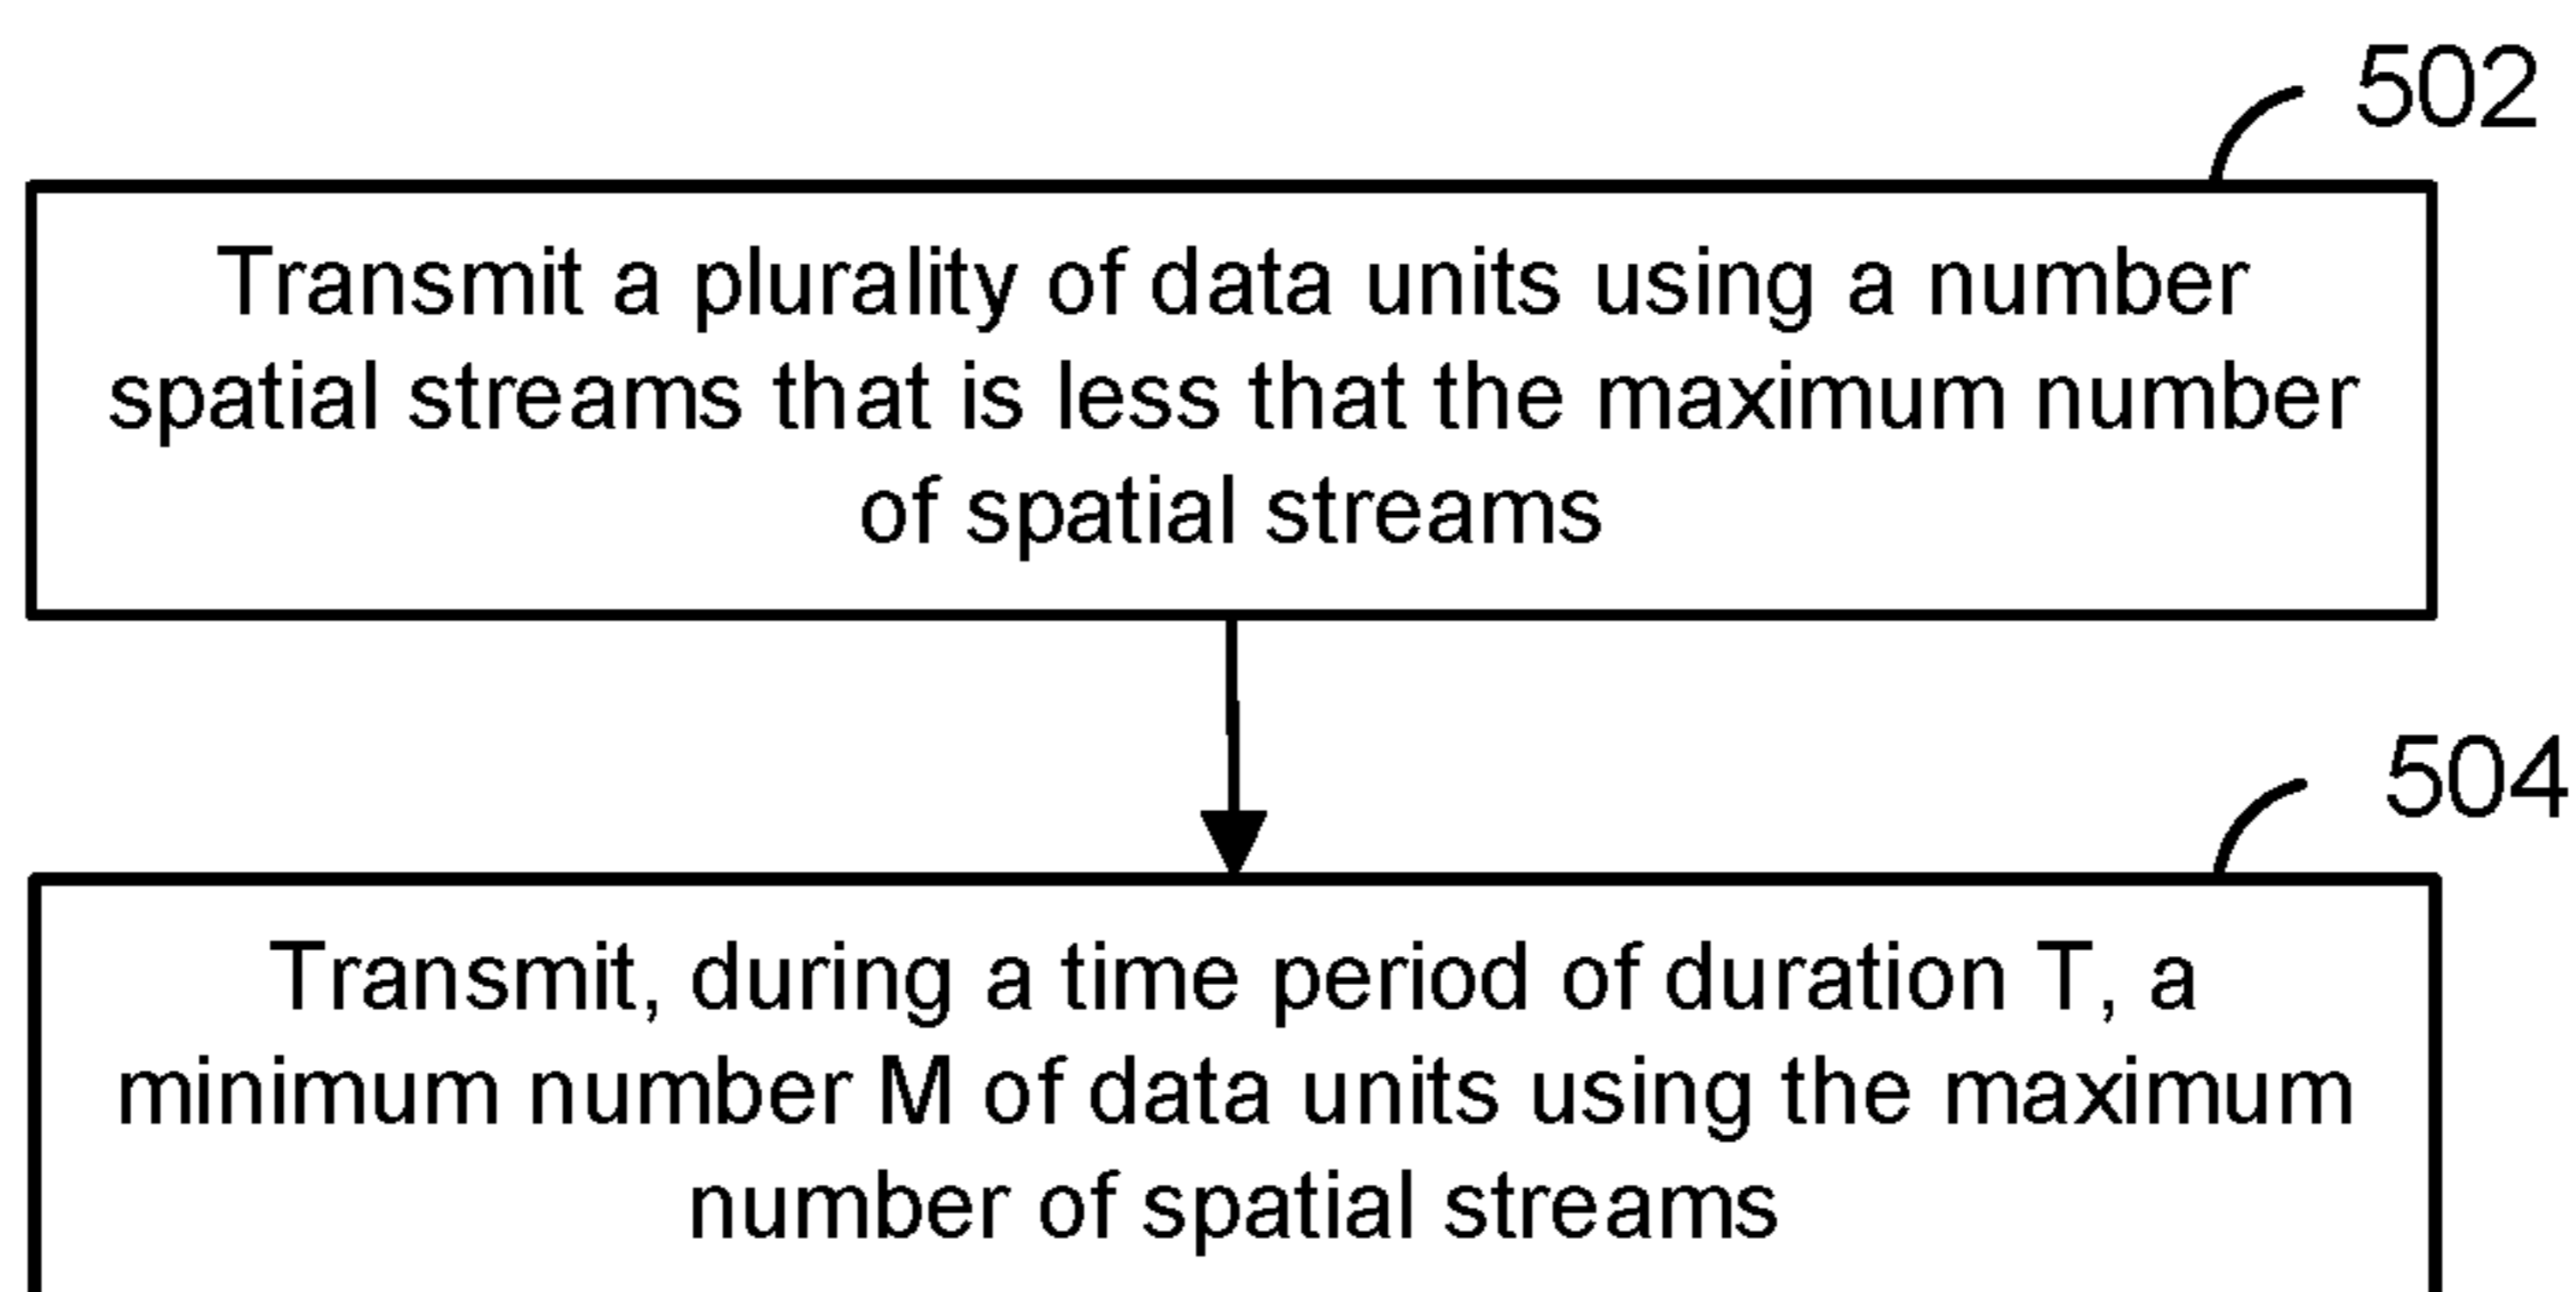 502
Transmit a plurality of data units using a number
spatial streams that is less that the maximum number
of spatial streams
504
Transmit, during a time period of duration T, a
minimum number M of data units using the maximum
number of spatial streams